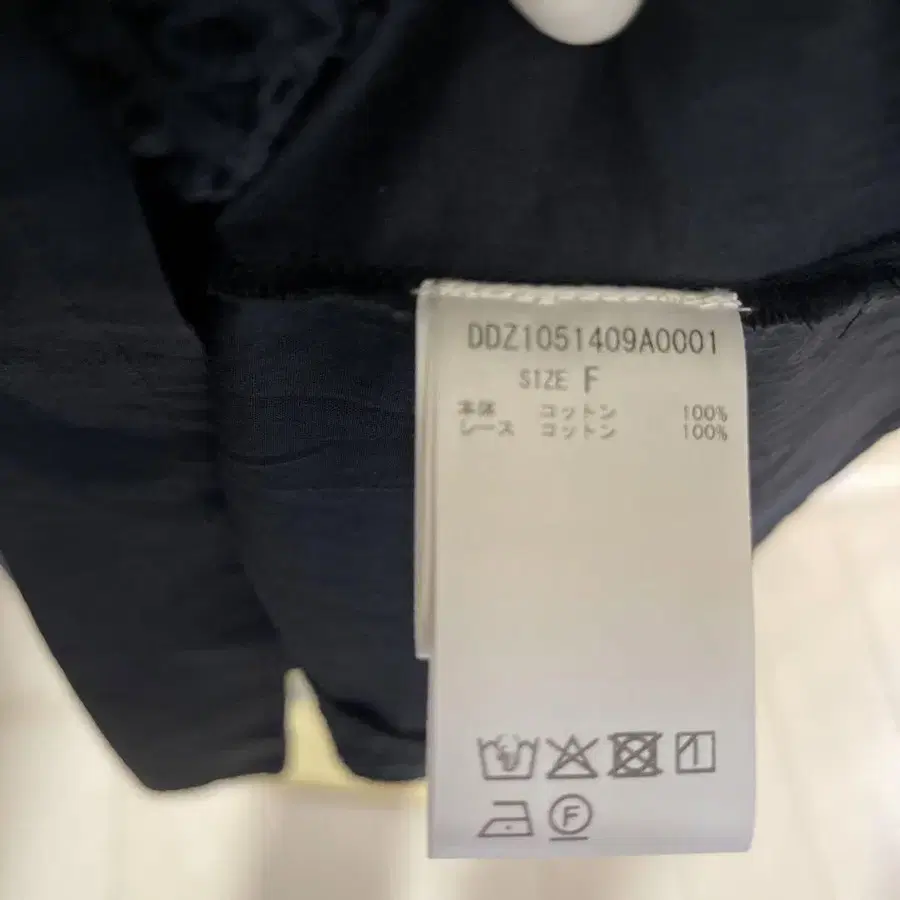 DDZ1051409A0001
SIZE F
本体 コットン 100%
レース コットン 100%
F